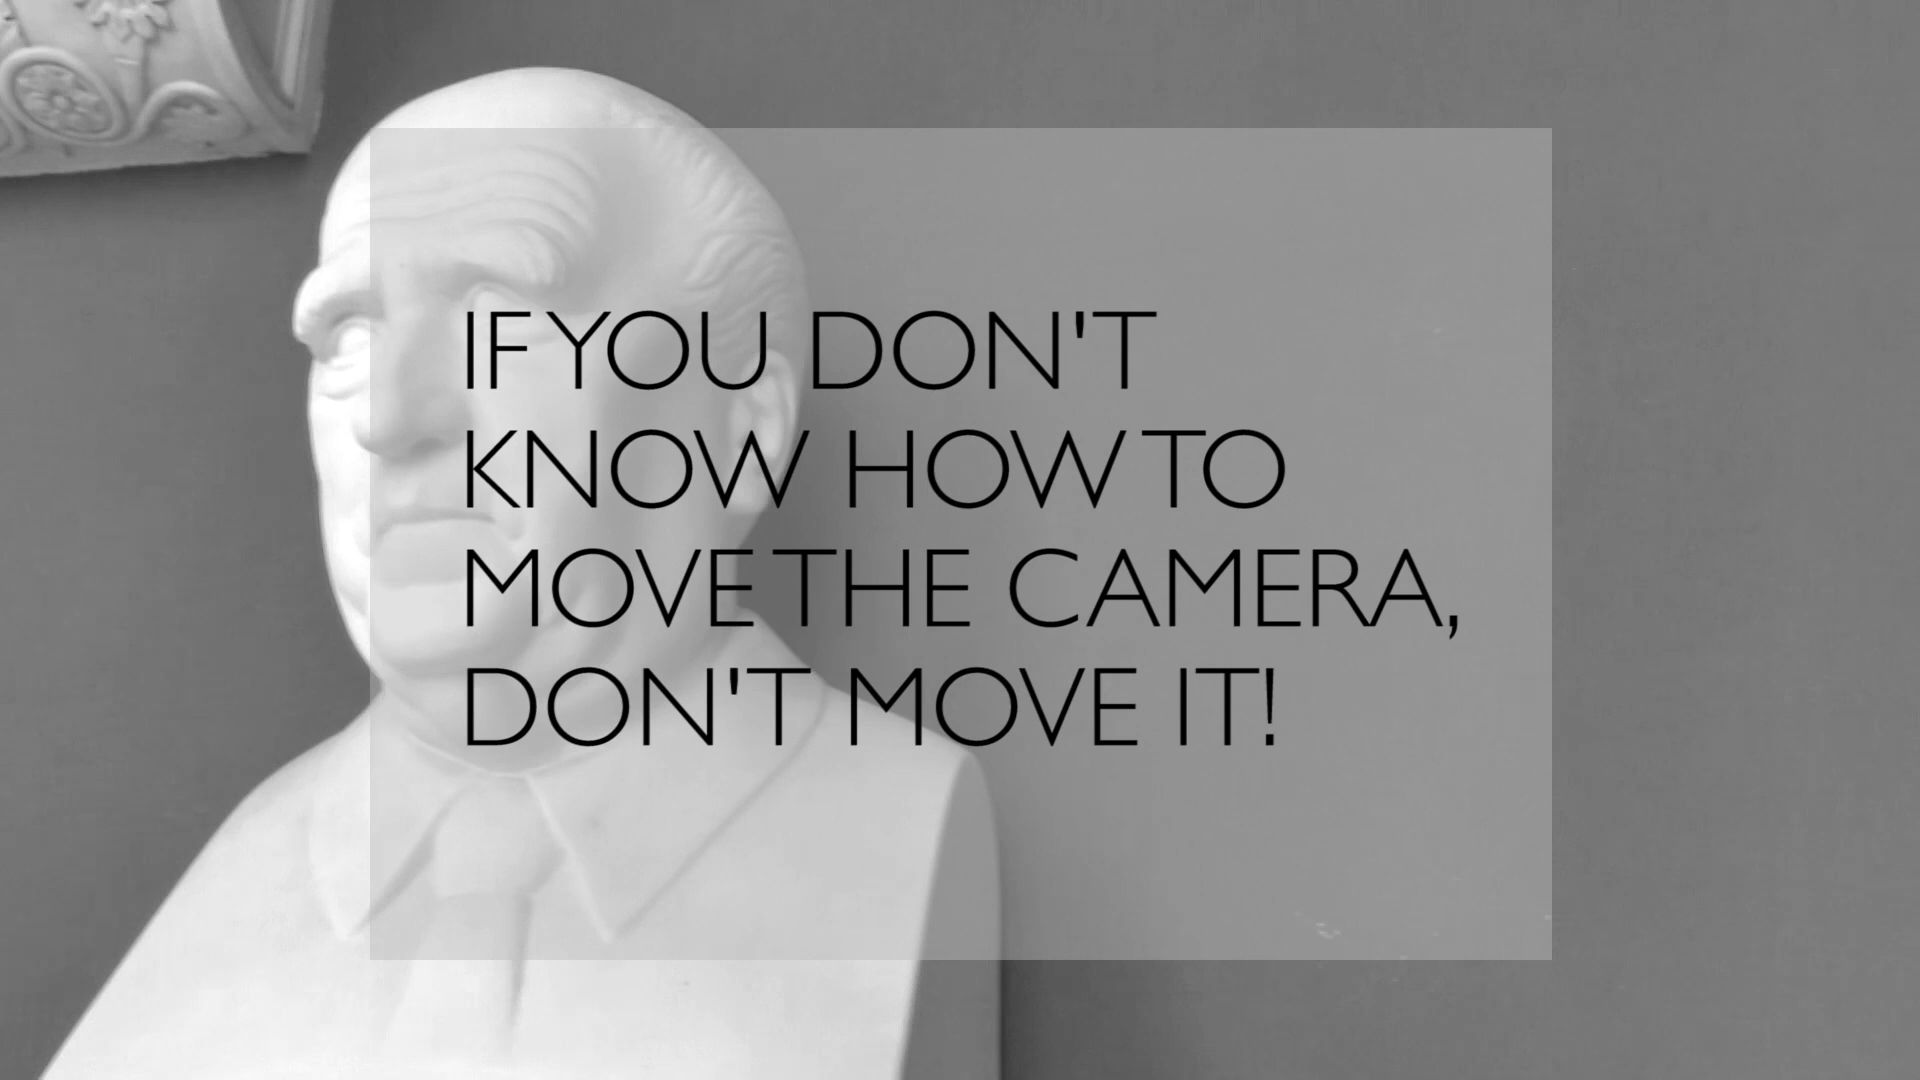 IF YOU DON'T
KNOW HOW TO
MOVE THE CAMERA,
DON'T MOVE IT!